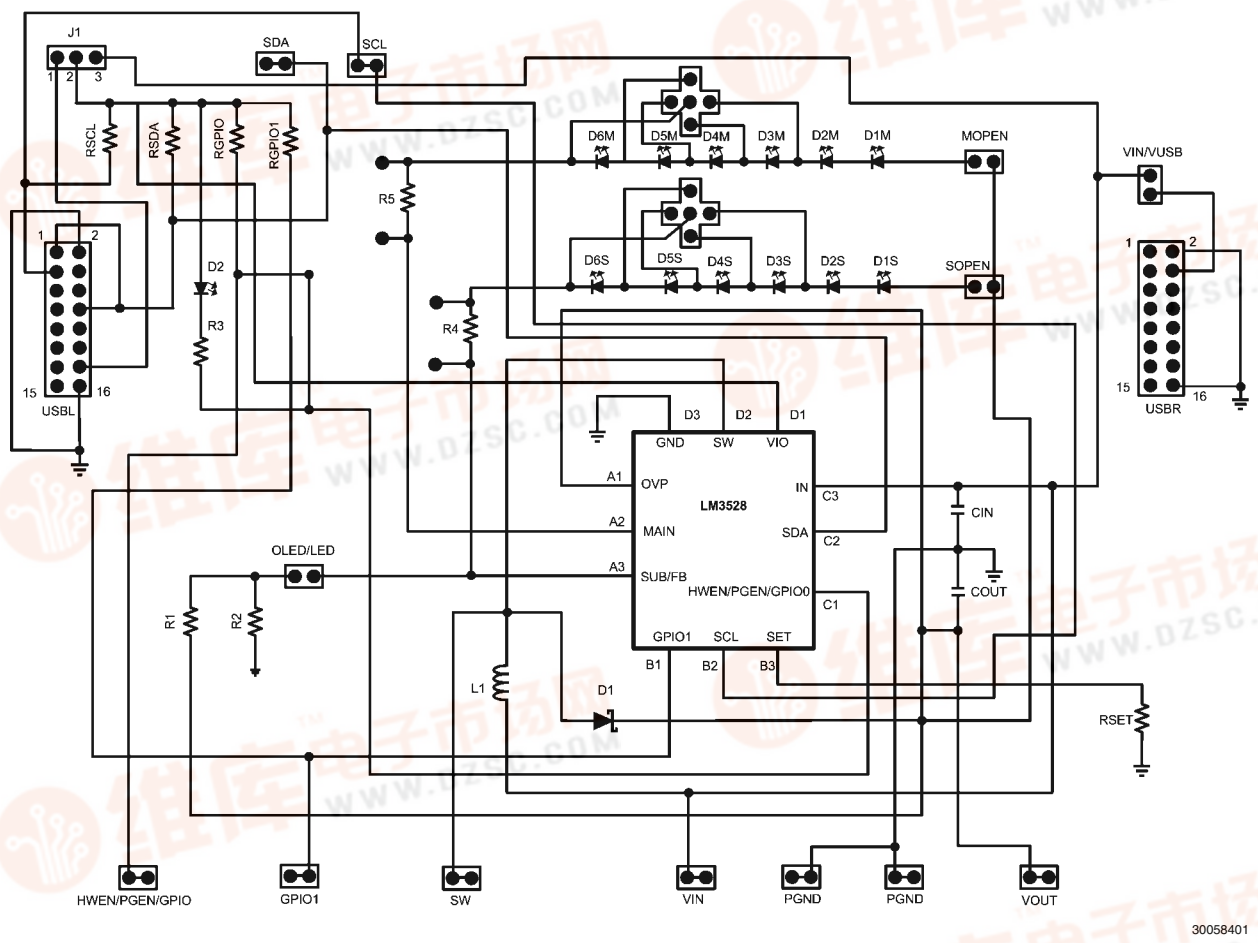 J1
SDA
SCL
1 2 3
RSCL
RSDA
RGPIO
RGPIO1
D6M D5M D4M D3M D2M D1M
MOPEN
VIN/VUSB
R5
D6S D5S D4S D3S D2S D1S
SOPEN
1 2
15 16
USBL
D2
R3
R4
1 2
15 16
USBR
D3 D2 D1
GND SW VIO
A1 OVP
IN C3
LM3528
A2 MAIN
SDA C2
A3 SUB/FB
HWEN/PGEN/GPIO0 C1
GPIO1 SCL SET
B1 B2 B3
CIN
COUT
OLED/LED
R1
R2
L1
D1
RSET
HWEN/PGEN/GPIO
GPIO1
SW
VIN
PGND
PGND
VOUT
30058401
维库电子市场网™
WWW.DZSC.COM